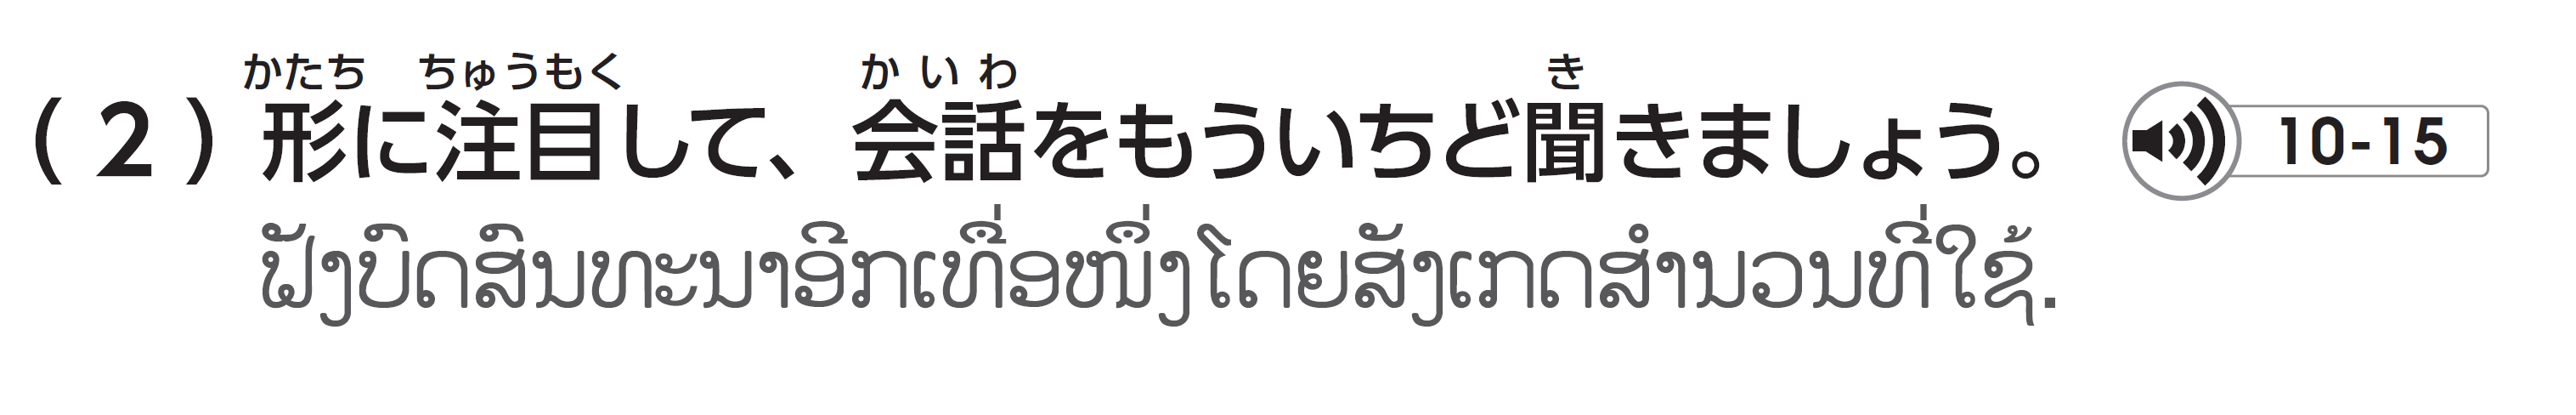 かたち ちゅうもく かいわ き
(2)形に注目して、会話をもういちど聞きましょう。 10-15
ຟັງບົດສົນທະນາອີກເທື່ອໜຶ່ງໂດຍສັງເກດສຳນວນທີ່ໃຊ້.